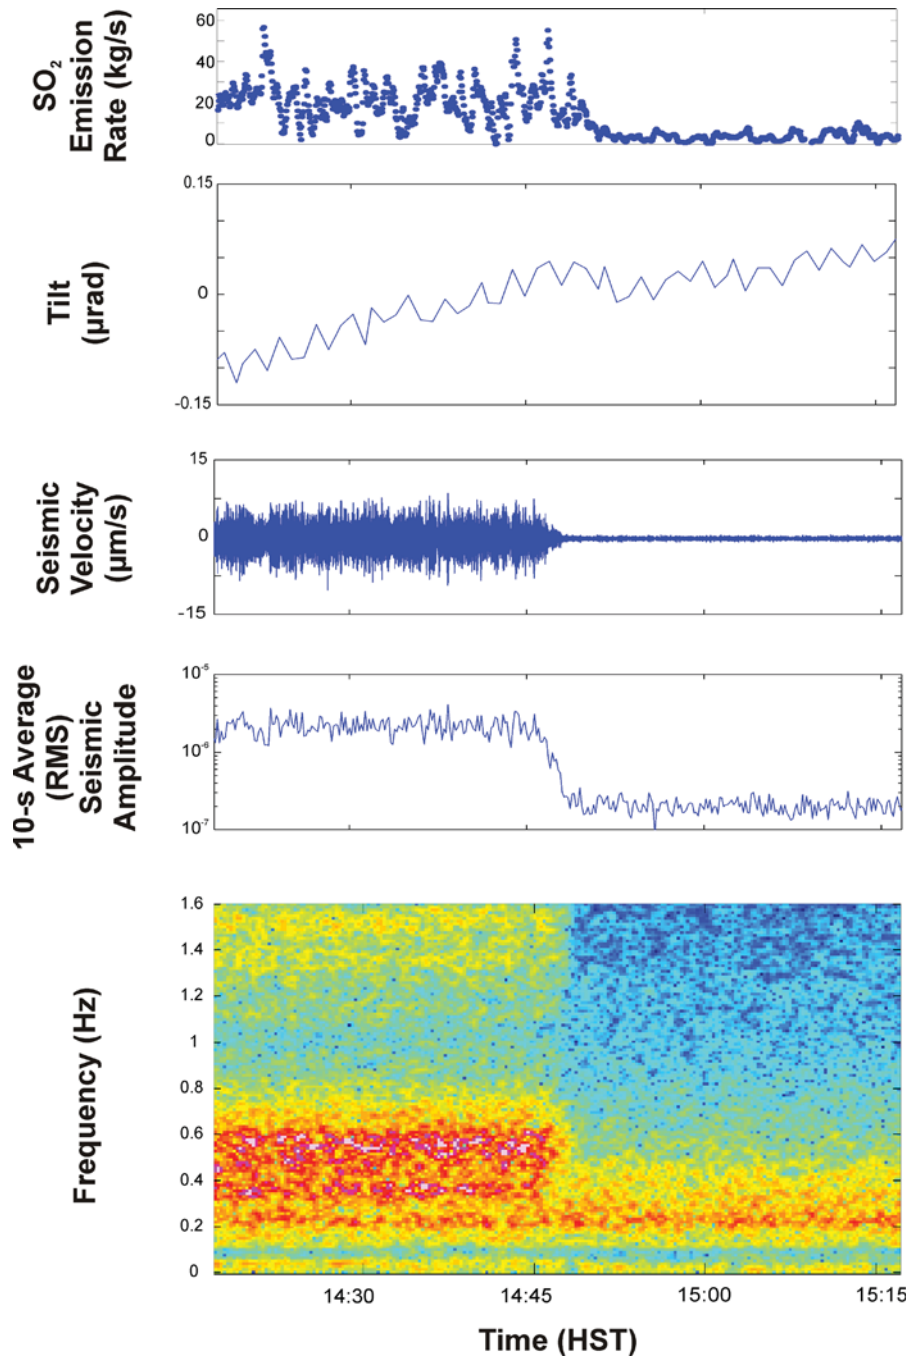 SO₂
Emission
Rate (kg/s)
60
40
20
0
Tilt
(μrad)
0.15
0
-0.15
Seismic
Velocity
(μm/s)
15
0
-15
10-s Average
(RMS)
Seismic
Amplitude
10⁻⁵
10⁻⁶
10⁻⁷
Frequency (Hz)
1.6
1.4
1.2
1
0.8
0.6
0.4
0.2
0
14:30 14:45 15:00 15:15
Time (HST)